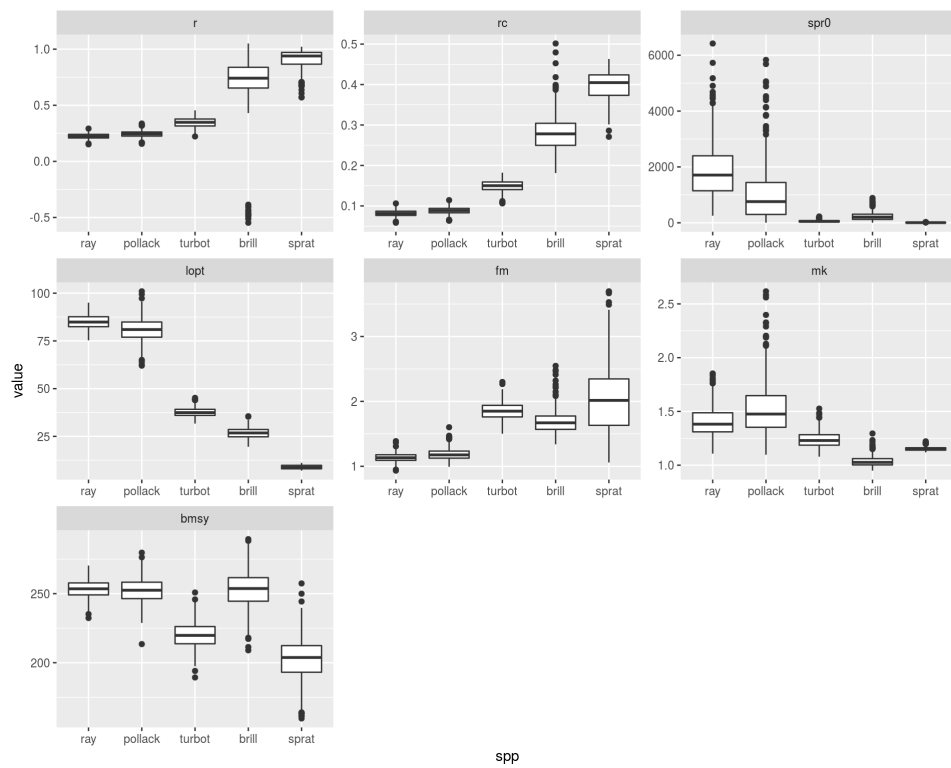 r
rc
spr0
1.0
0.5
0.0
-0.5
0.5
0.4
0.3
0.2
0.1
6000
4000
2000
0
ray pollack turbot brill sprat
ray pollack turbot brill sprat
ray pollack turbot brill sprat
lopt
fm
mk
100
75
50
25
3
2
1
2.5
2.0
1.5
1.0
ray pollack turbot brill sprat
ray pollack turbot brill sprat
ray pollack turbot brill sprat
value
bmsy
250
200
ray pollack turbot brill sprat
spp